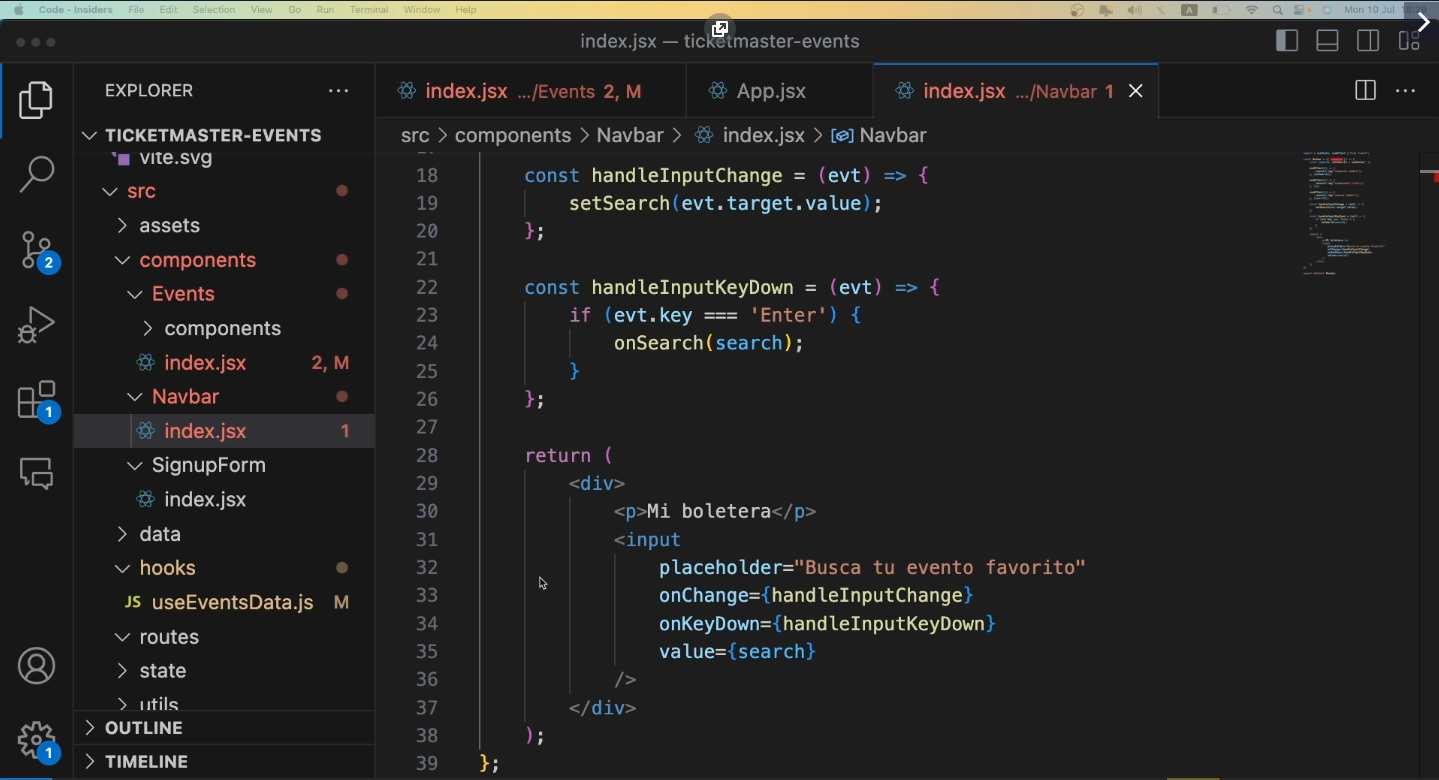 Code - Insiders File Edit Selection View Go Run Terminal Window Help A Mon 10 Jul
index.jsx — ticketmaster-events
EXPLORER ...
index.jsx .../Events 2, M App.jsx index.jsx .../Navbar 1
TICKETMASTER-EVENTS
src > components > Navbar > index.jsx > Navbar
vite.svg
src
assets
components
Events
components
index.jsx 2, M
Navbar
index.jsx 1
SignupForm
index.jsx
data
hooks
JS useEventsData.js M
routes
state
utils
OUTLINE
TIMELINE
2
1
1
18 const handleInputChange = (evt) => {
19 setSearch(evt.target.value);
20 };
21
22 const handleInputKeyDown = (evt) => {
23 if (evt.key === 'Enter') {
24 onSearch(search);
25 }
26 };
27
28 return (
29 <div>
30 <p>Mi boletera</p>
31 <input
32 placeholder="Busca tu evento favorito"
33 onChange={handleInputChange}
34 onKeyDown={handleInputKeyDown}
35 value={search}
36 />
37 </div>
38 );
39 };